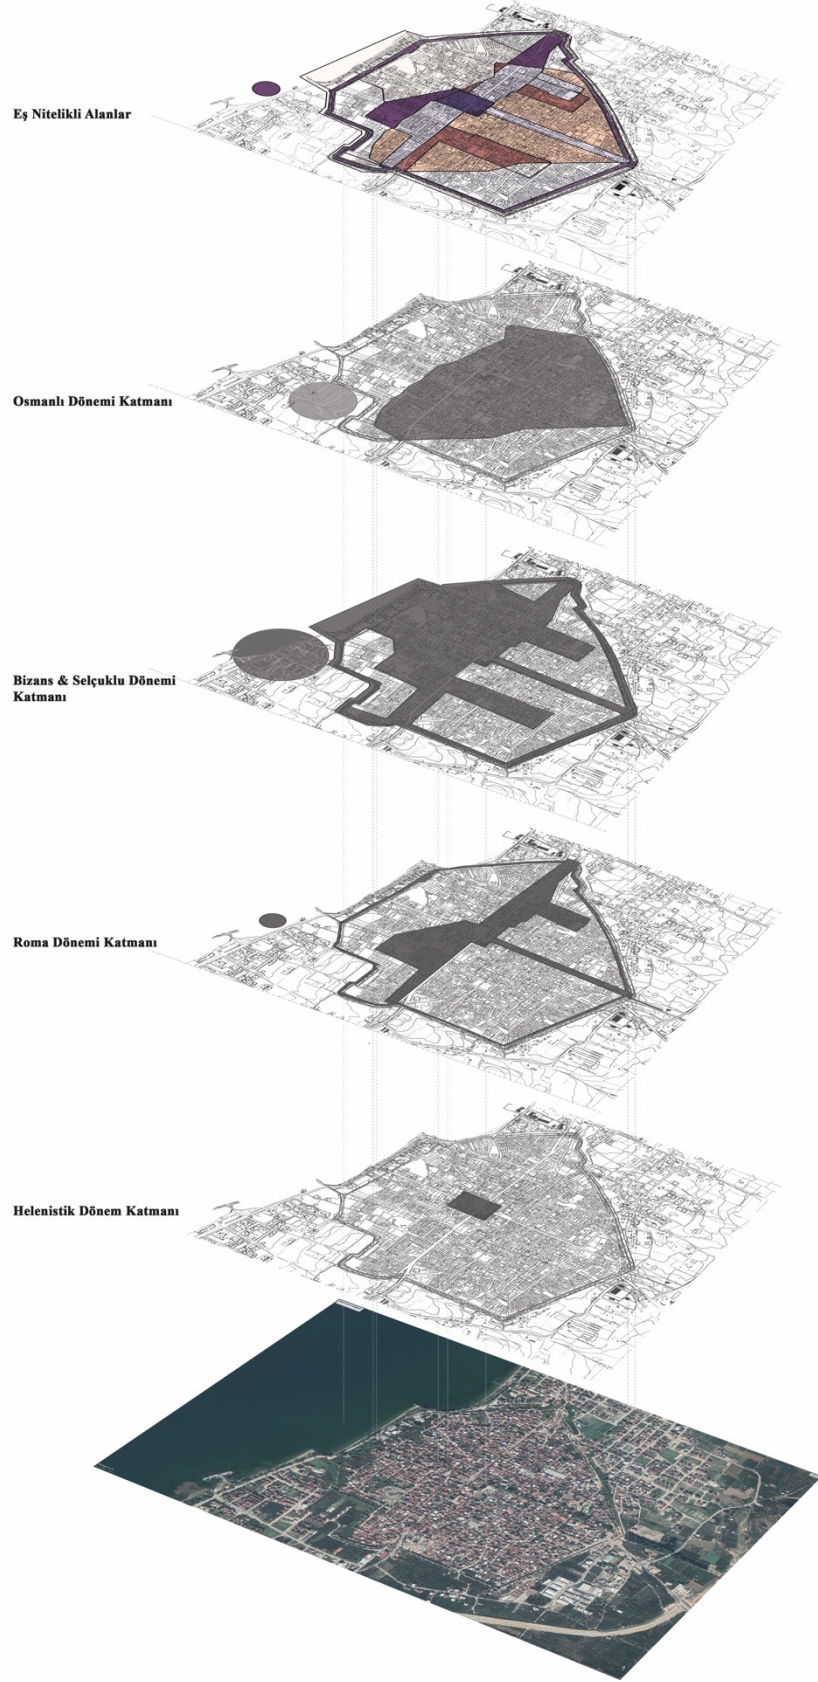 Eş Nitelikli Alanlar
Osmanlı Dönemi Katmanı
Bizans & Selçuklu Dönemi
Katmanı
Roma Dönemi Katmanı
Helenistik Dönem Katmanı